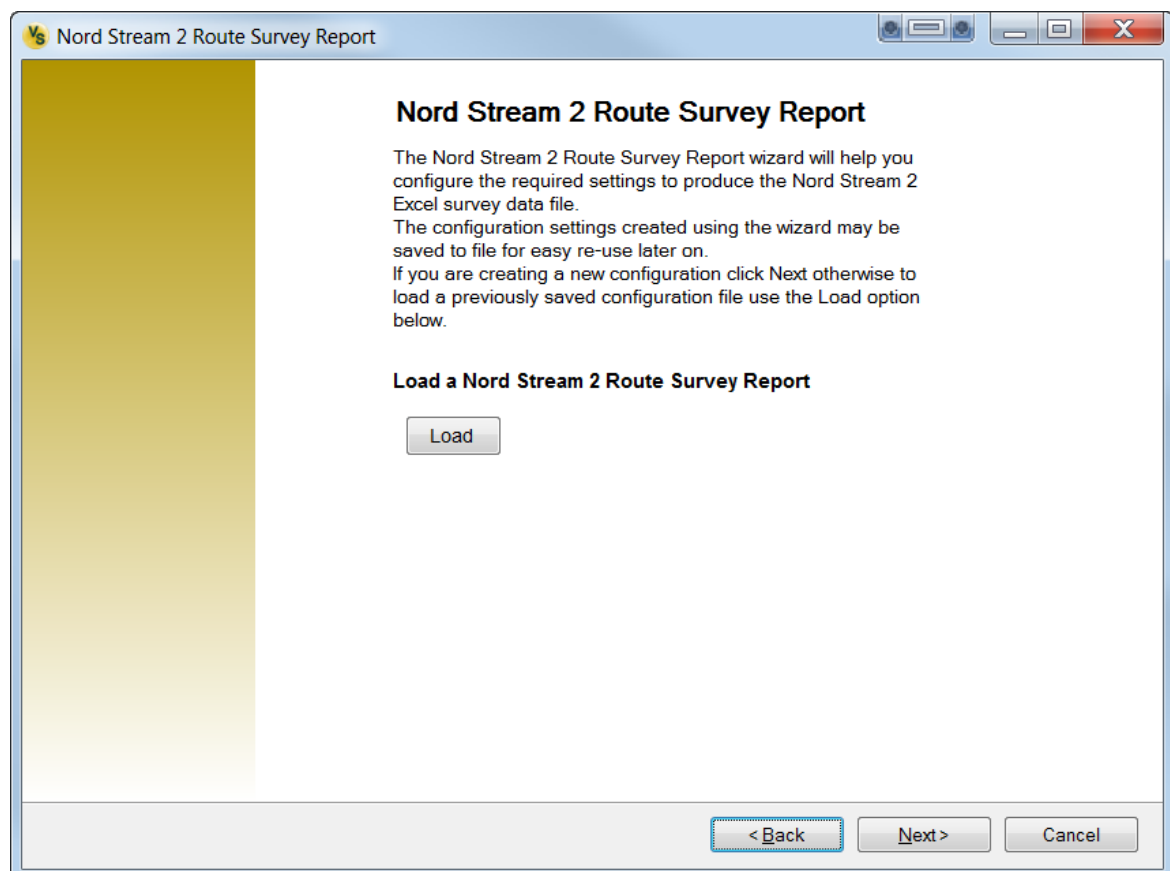 VS Nord Stream 2 Route Survey Report
X
Nord Stream 2 Route Survey Report
The Nord Stream 2 Route Survey Report wizard will help you
configure the required settings to produce the Nord Stream 2
Excel survey data file.
The configuration settings created using the wizard may be
saved to file for easy re-use later on.
If you are creating a new configuration click Next otherwise to
load a previously saved configuration file use the Load option
below.
Load a Nord Stream 2 Route Survey Report
Load
< Back Next > Cancel